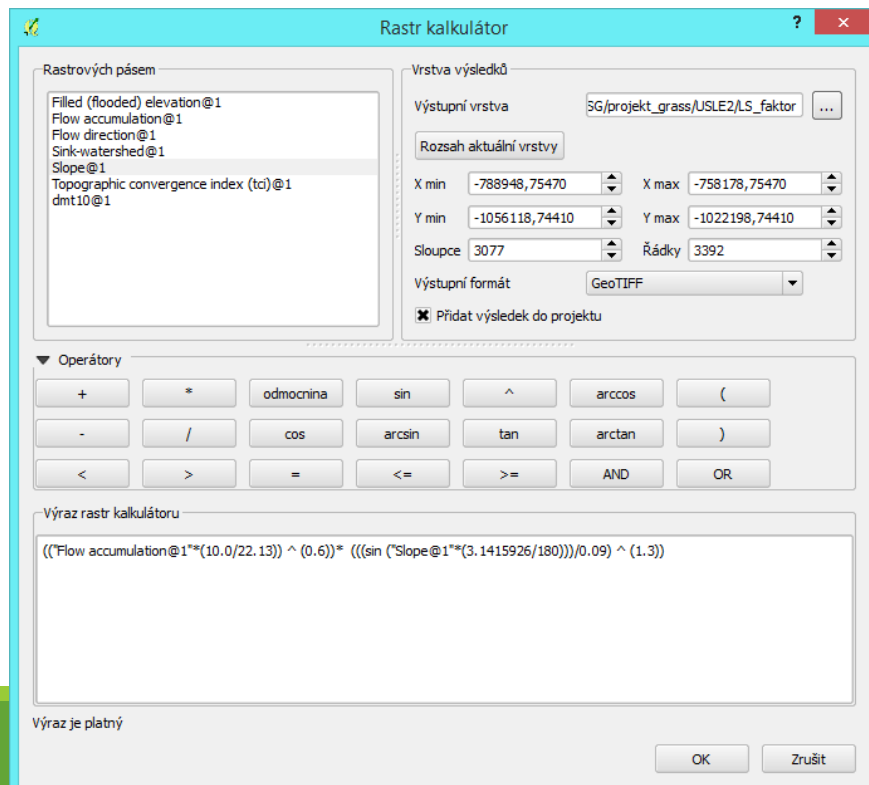 Rastr kalkulátor
?
Rastrových pásem
Filled (flooded) elevation@1
Flow accumulation@1
Flow direction@1
Sink-watershed@1
Slope@1
Topographic convergence index (tci)@1
dmt10@1
Vrstva výsledků
Výstupní vrstva SG/projekt_grass/USLE2/LS_faktor ...
Rozsah aktuální vrstvy
X min -788948,75470 X max -758178,75470
Y min -1056118,74410 Y max -1022198,74410
Sloupce 3077 Řádky 3392
Výstupní formát GeoTIFF
Přidat výsledek do projektu
Operátory
+ * odmocnina sin ^ arccos (
- / cos arcsin tan arctan )
< > = <= >= AND OR
Výraz rastr kalkulátoru
(("Flow accumulation@1"*(10.0/22.13)) ^ (0.6))* (((sin ("Slope@1"*(3.1415926/180)))/0.09) ^ (1.3))
Výraz je platný
OK Zrušit